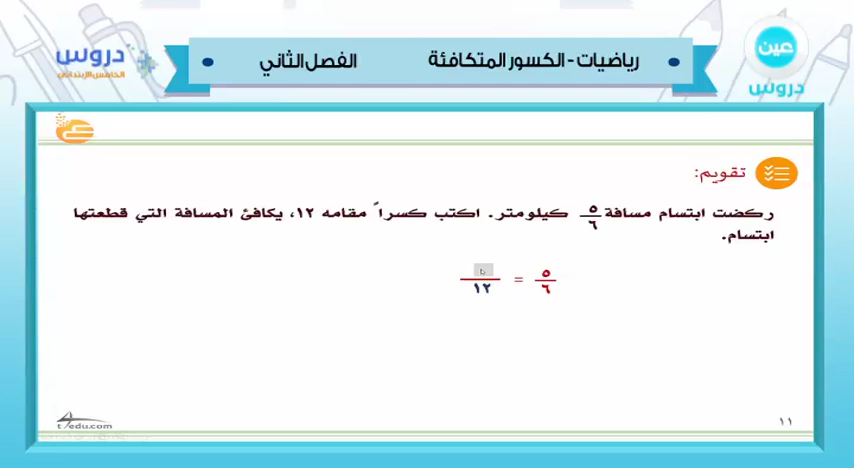 عين
دروس
رياضيات - الكسور المتكافئة
الفصل الثاني
دروس
الخامس الإبتدائي
تقويم:
ركضت ابتسام مسافة ٥/٦ كيلومتر. اكتب كسراً مقامه ١٢، يكافئ المسافة التي قطعتها
ابتسام.
٥/٦ = /١٢
t4edu.com
١١